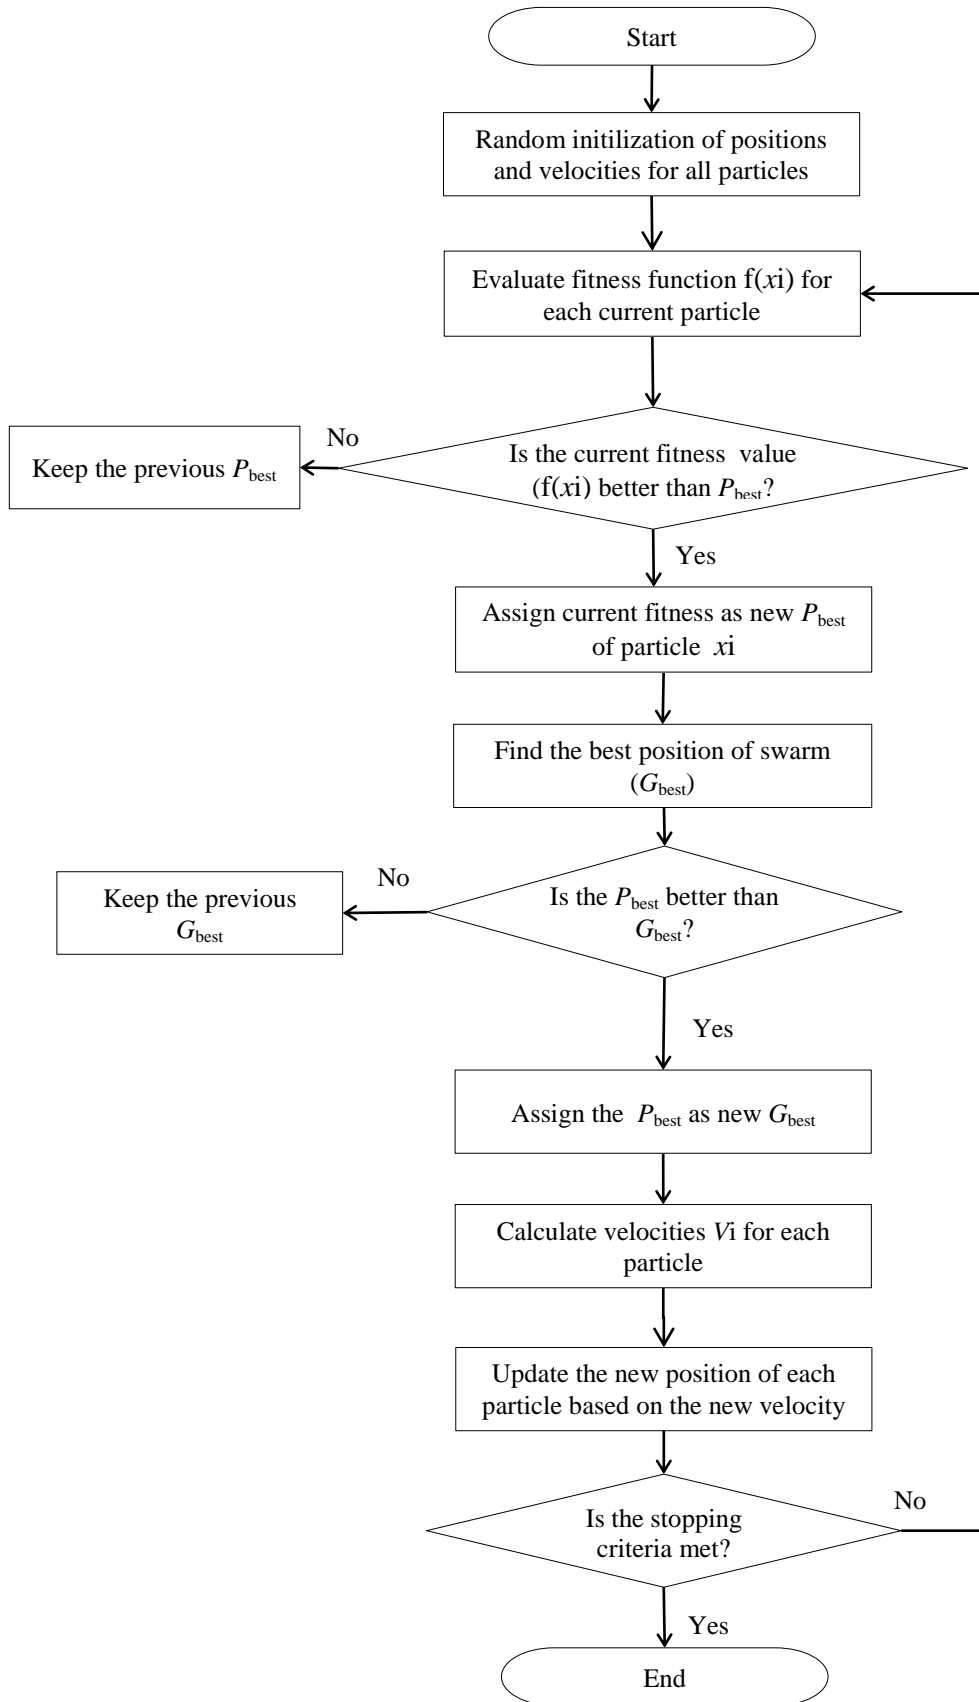 Start
Random initilization of positions
and velocities for all particles
Evaluate fitness function f(xi) for
each current particle
No
Keep the previous Pbest
Is the current fitness value
(f(xi) better than Pbest?
Yes
Assign current fitness as new Pbest
of particle xi
Find the best position of swarm
(Gbest)
No
Keep the previous
Gbest
Is the Pbest better than
Gbest?
Yes
Assign the Pbest as new Gbest
Calculate velocities Vi for each
particle
Update the new position of each
particle based on the new velocity
Is the stopping
criteria met?
No
Yes
End